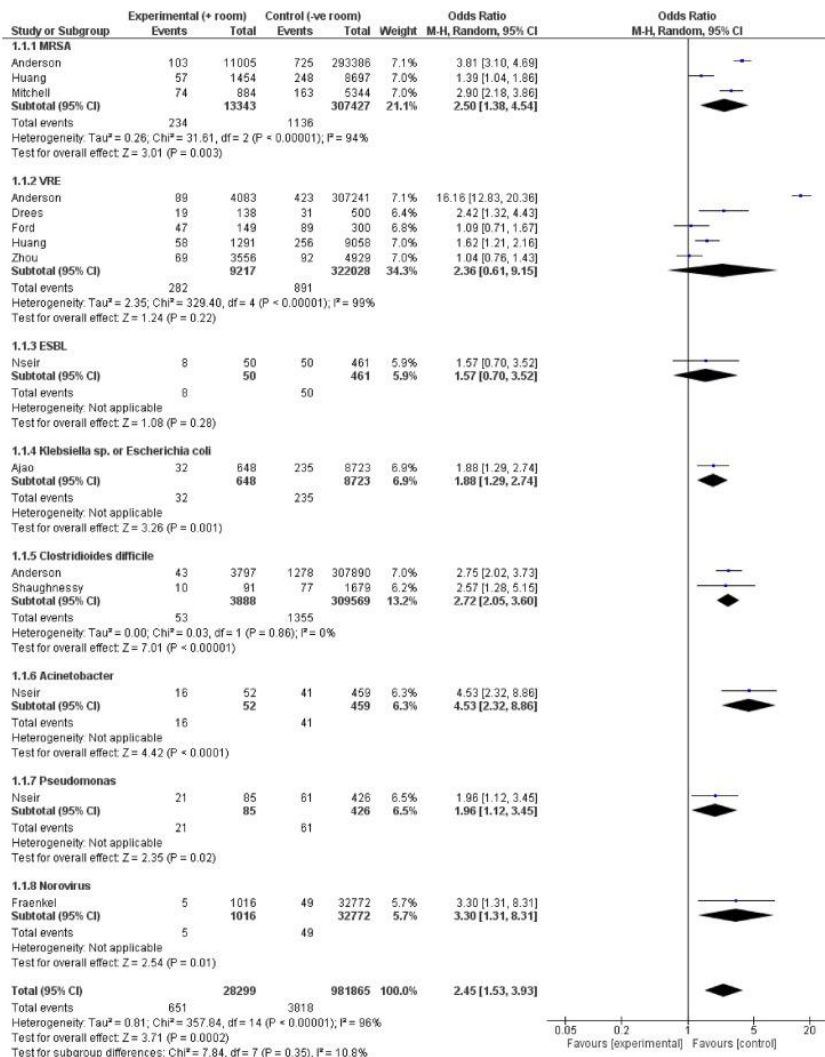 Experimental (+ room) Control (-ve room) Odds Ratio Odds Ratio
Study or Subgroup Events Total Events Total Weight M-H, Random, 95% CI M-H, Random, 95% CI
1.1.1 MRSA
Anderson 103 11005 725 293386 7.1% 3.81 [3.10, 4.69]
Huang 57 1454 248 8697 7.0% 1.39 [1.04, 1.86]
Mitchell 74 884 163 5344 7.0% 2.90 [2.18, 3.86]
Subtotal (95% CI) 13343 307427 21.1% 2.50 [1.38, 4.54]
Total events 234 1136
Heterogeneity: Tau² = 0.26; Chi² = 31.61, df = 2 (P < 0.00001); I² = 94%
Test for overall effect: Z = 3.01 (P = 0.003)
1.1.2 VRE
Anderson 89 4083 423 307241 7.1% 16.16 [12.83, 20.36]
Drees 19 138 31 500 6.4% 2.42 [1.32, 4.43]
Ford 47 149 89 300 6.8% 1.09 [0.71, 1.67]
Huang 58 1291 256 9058 7.0% 1.62 [1.21, 2.16]
Zhou 69 3556 92 4929 7.0% 1.04 [0.76, 1.43]
Subtotal (95% CI) 9217 322028 34.3% 2.36 [0.61, 9.15]
Total events 282 891
Heterogeneity: Tau² = 2.35; Chi² = 329.40, df = 4 (P < 0.00001); I² = 99%
Test for overall effect: Z = 1.24 (P = 0.22)
1.1.3 ESBL
Nseir 8 50 50 461 5.9% 1.57 [0.70, 3.52]
Subtotal (95% CI) 50 461 5.9% 1.57 [0.70, 3.52]
Total events 8 50
Heterogeneity: Not applicable
Test for overall effect: Z = 1.08 (P = 0.28)
1.1.4 Klebsiella sp. or Escherichia coli
Ajao 32 648 235 8723 6.9% 1.88 [1.29, 2.74]
Subtotal (95% CI) 648 8723 6.9% 1.88 [1.29, 2.74]
Total events 32 235
Heterogeneity: Not applicable
Test for overall effect: Z = 3.26 (P = 0.001)
1.1.5 Clostridioides difficile
Anderson 43 3797 1278 307890 7.0% 2.75 [2.02, 3.73]
Shaughnessy 10 91 77 1679 6.2% 2.57 [1.28, 5.15]
Subtotal (95% CI) 3888 309569 13.2% 2.72 [2.05, 3.60]
Total events 53 1355
Heterogeneity: Tau² = 0.00; Chi² = 0.03, df = 1 (P = 0.86); I² = 0%
Test for overall effect: Z = 7.01 (P < 0.00001)
1.1.6 Acinetobacter
Nseir 16 52 41 459 6.3% 4.53 [2.32, 8.86]
Subtotal (95% CI) 52 459 6.3% 4.53 [2.32, 8.86]
Total events 16 41
Heterogeneity: Not applicable
Test for overall effect: Z = 4.42 (P < 0.0001)
1.1.7 Pseudomonas
Nseir 21 85 61 426 6.5% 1.96 [1.12, 3.45]
Subtotal (95% CI) 85 426 6.5% 1.96 [1.12, 3.45]
Total events 21 61
Heterogeneity: Not applicable
Test for overall effect: Z = 2.35 (P = 0.02)
1.1.8 Norovirus
Fraenkel 5 1016 49 32772 5.7% 3.30 [1.31, 8.31]
Subtotal (95% CI) 1016 32772 5.7% 3.30 [1.31, 8.31]
Total events 5 49
Heterogeneity: Not applicable
Test for overall effect: Z = 2.54 (P = 0.01)
Total (95% CI) 28299 981865 100.0% 2.45 [1.53, 3.93]
Total events 651 3818
Heterogeneity: Tau² = 0.81; Chi² = 357.84, df = 14 (P < 0.00001); I² = 96%
Test for overall effect: Z = 3.71 (P = 0.0002)
Test for subgroup differences: Chi² = 7.84, df = 7 (P = 0.35), I² = 10.8%
0.05 0.2 1 5 20
Favours [experimental] Favours [control]